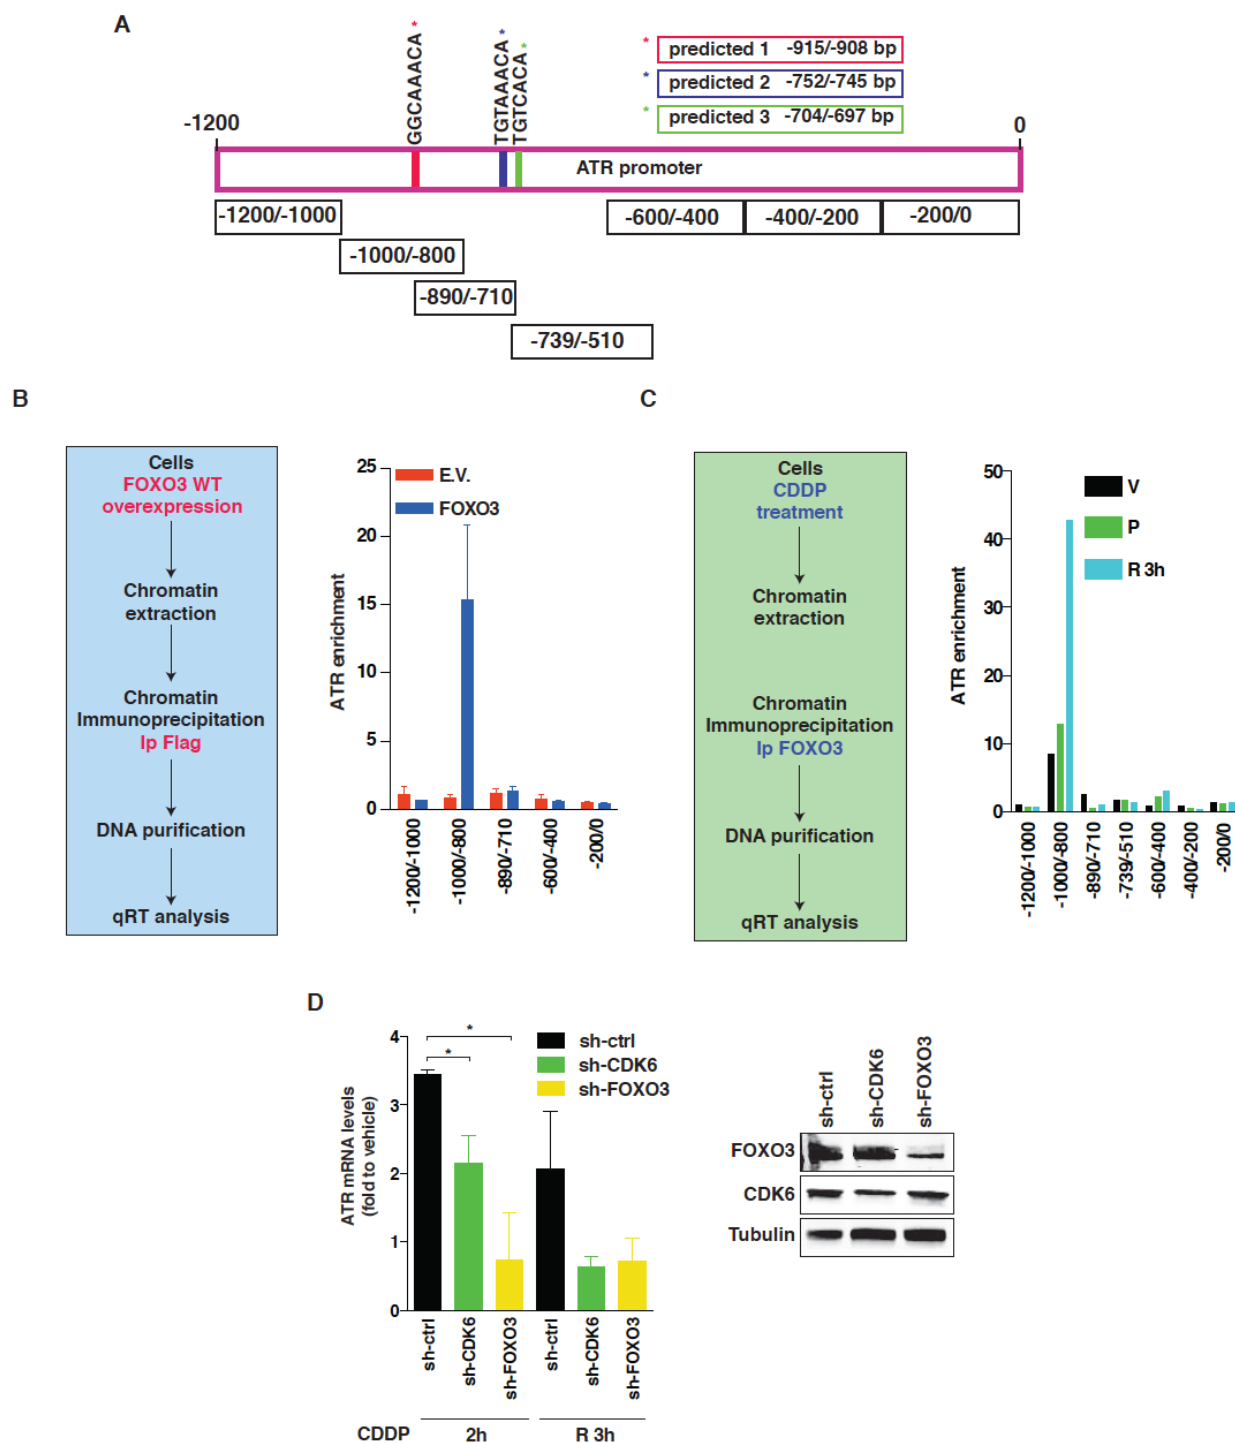 A
GGCAAACA *
TGTAAACA *
TGTCACA *
* predicted 1 -915/-908 bp
* predicted 2 -752/-745 bp
* predicted 3 -704/-697 bp
-1200
0
ATR promoter
-1200/-1000
-600/-400
-400/-200
-200/0
-1000/-800
-890/-710
-739/-510
B
Cells
FOXO3 WT
overexpression
Chromatin
extraction
Chromatin
Immunoprecipitation
Ip Flag
DNA purification
qRT analysis
ATR enrichment
25
20
15
10
5
0
E.V.
FOXO3
-1200/-1000
-1000/-800
-890/-710
-600/-400
-200/0
C
Cells
CDDP
treatment
Chromatin
extraction
Chromatin
Immunoprecipitation
Ip FOXO3
DNA purification
qRT analysis
ATR enrichment
50
40
30
20
10
0
V
P
R 3h
-1200/-1000
-1000/-800
-890/-710
-739/-510
-600/-400
-400/-200
-200/0
D
ATR mRNA levels
(fold to vehicle)
4
3
2
1
0
*
*
sh-ctrl
sh-CDK6
sh-FOXO3
sh-ctrl
sh-CDK6
sh-FOXO3
sh-ctrl
sh-CDK6
sh-FOXO3
CDDP 2h R 3h
sh-ctrl
sh-CDK6
sh-FOXO3
FOXO3
CDK6
Tubulin